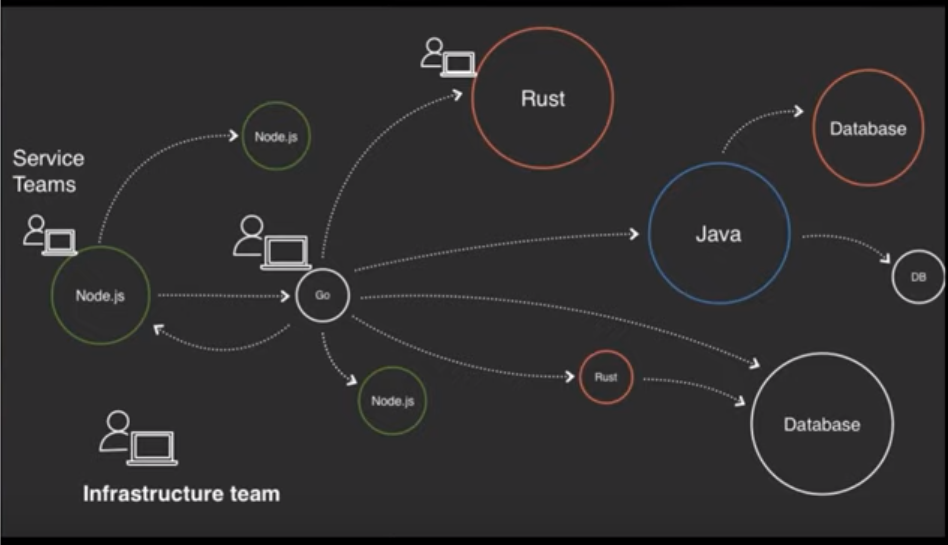 Rust
Node.js
Database
Service
Teams
Java
Node.js
Go
DB
Rust
Node.js
Database
Infrastructure team